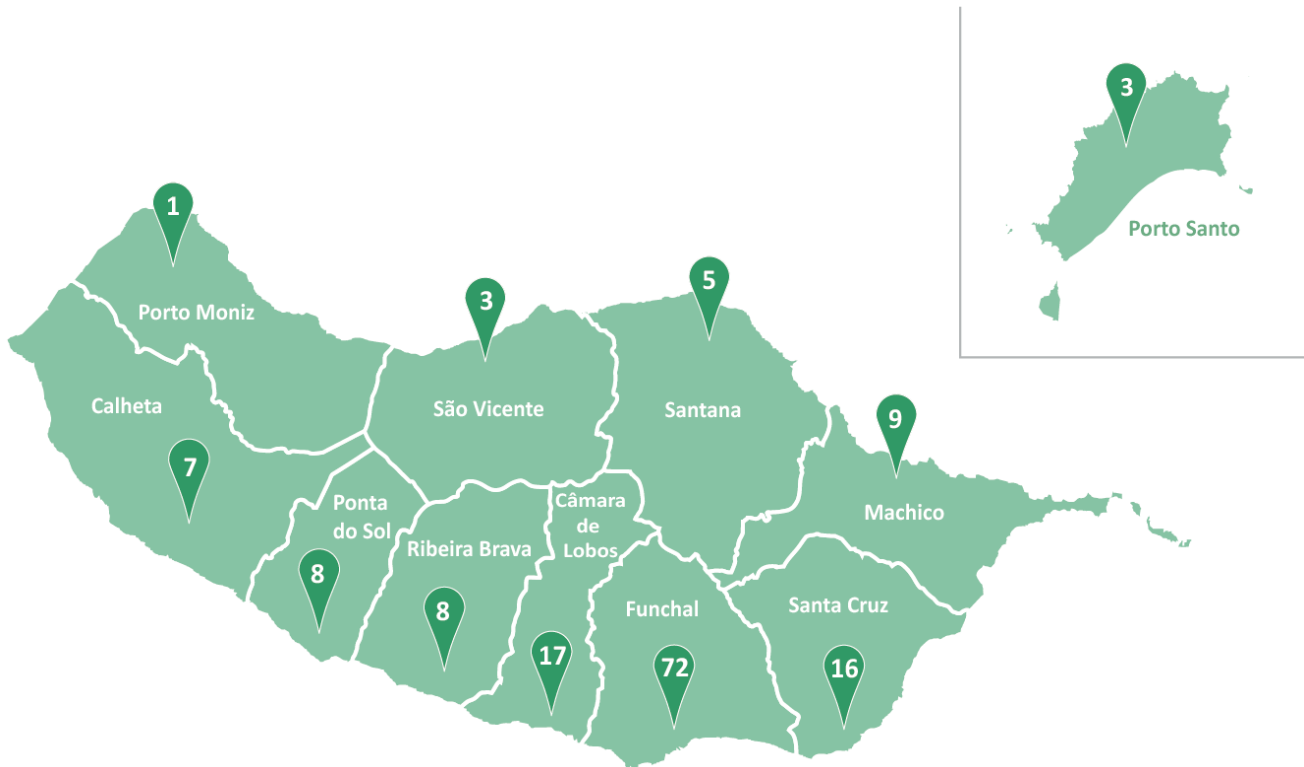 3
Porto Santo
1
Porto Moniz
3
São Vicente
5
Santana
9
Machico
Calheta
7
Ponta
do Sol
8
Ribeira Brava
8
Câmara
de
Lobos
17
Funchal
72
Santa Cruz
16